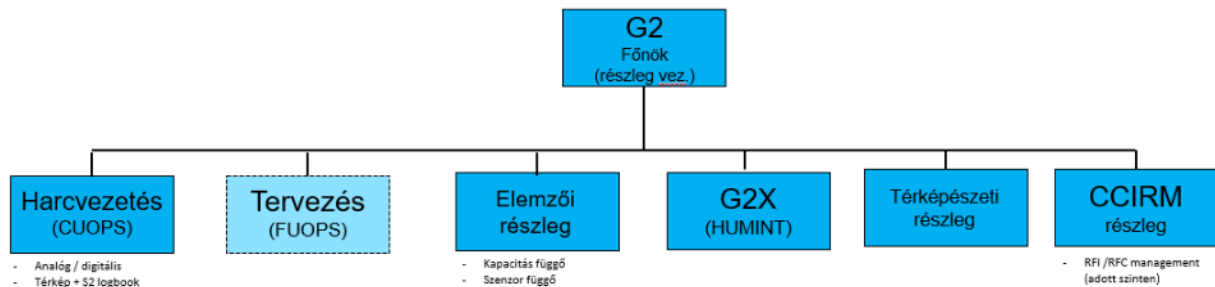 G2
Főnök
(részleg vez.)
Harcvezetés
(CUOPS)
- Analóg / digitális
- Térkép + S2 logbook
Tervezés
(FUOPS)
Elemzői
részleg
- Kapacitás függő
- Szenzor függő
G2X
(HUMINT)
Térképészeti
részleg
CCIRM
részleg
- RFI /RFC management
(adott szinten)